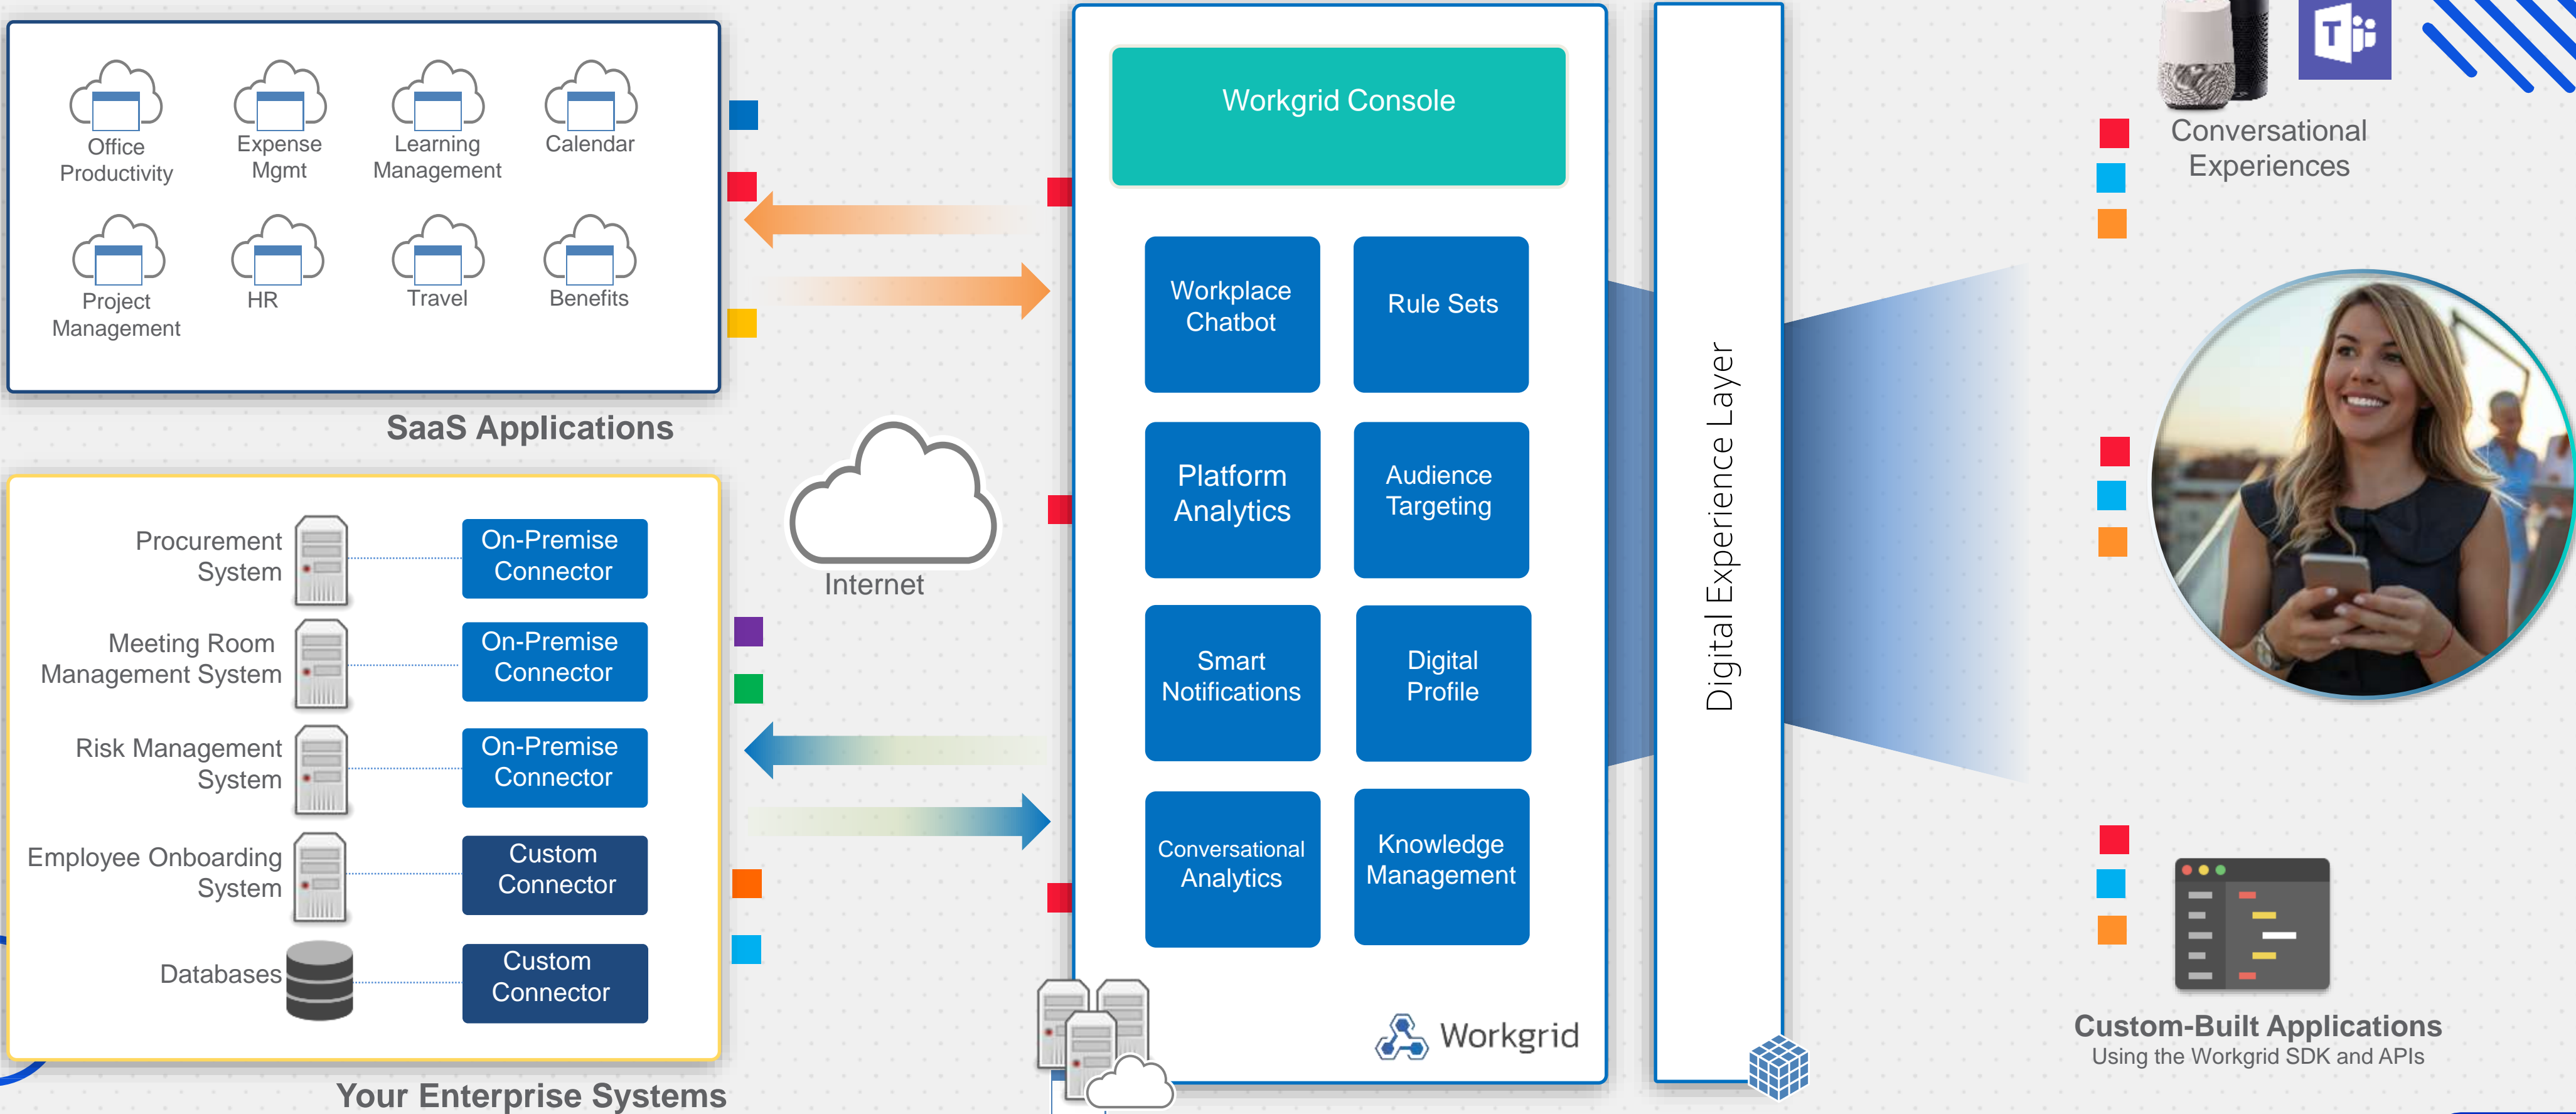 Office
Productivity
Expense
Mgmt
Learning
Management
Calendar
Project
Management
HR
Travel
Benefits
SaaS Applications
Procurement
System
On-Premise
Connector
Meeting Room
Management System
On-Premise
Connector
Risk Management
System
On-Premise
Connector
Employee Onboarding
System
Custom
Connector
Databases
Custom
Connector
Your Enterprise Systems
Internet
Workgrid Console
Workplace
Chatbot
Rule Sets
Platform
Analytics
Audience
Targeting
Smart
Notifications
Digital
Profile
Conversational
Analytics
Knowledge
Management
Workgrid
Digital Experience Layer
T
Conversational
Experiences
Custom-Built Applications
Using the Workgrid SDK and APIs